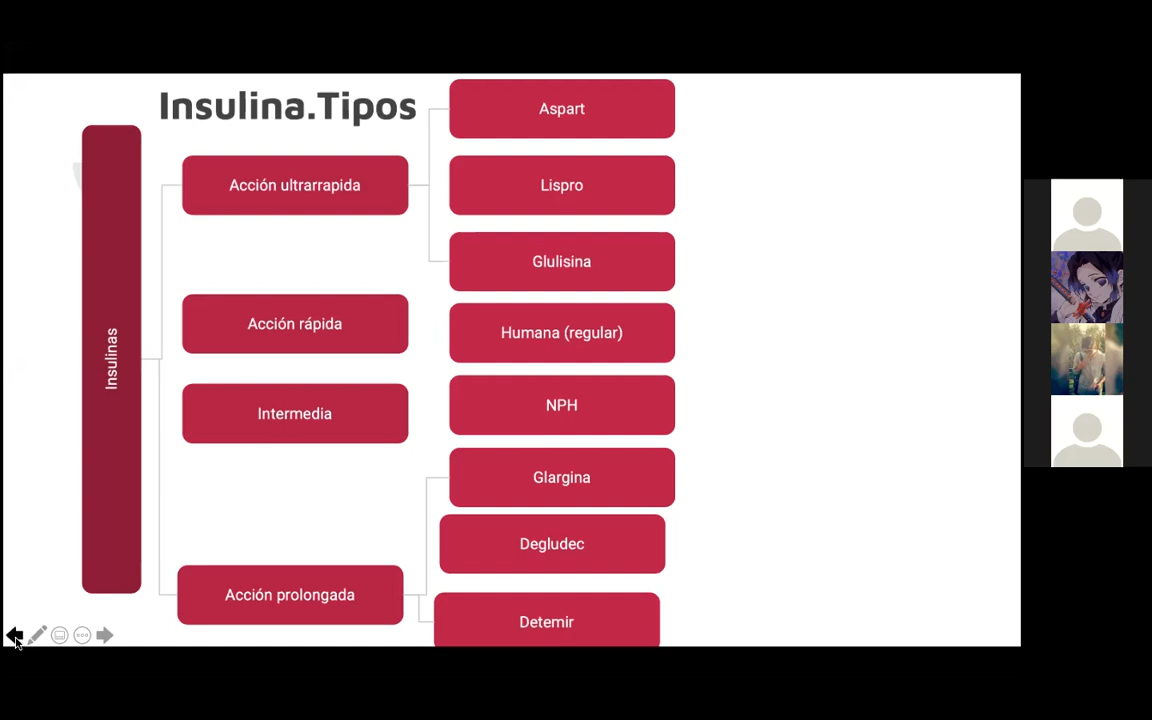 Insulina.Tipos
Insulinas
Acción ultrarrapida
Aspart
Lispro
Glulisina
Acción rápida
Humana (regular)
Intermedia
NPH
Acción prolongada
Glargina
Degludec
Detemir